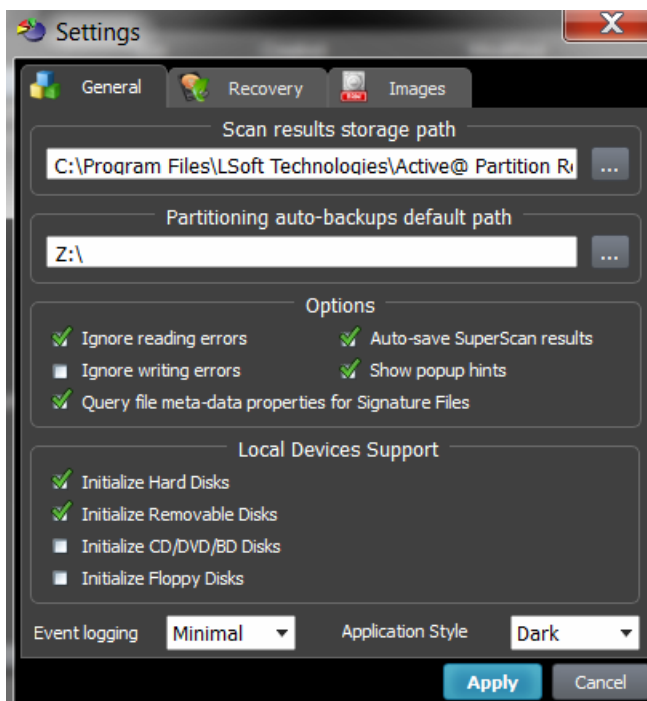 Settings
General Recovery Images
Scan results storage path
C:\Program Files\LSoft Technologies\Active@ Partition Re
...
Partitioning auto-backups default path
Z:\
...
Options
Ignore reading errors Auto-save SuperScan results
Ignore writing errors Show popup hints
Query file meta-data properties for Signature Files
Local Devices Support
Initialize Hard Disks
Initialize Removable Disks
Initialize CD/DVD/BD Disks
Initialize Floppy Disks
Event logging Minimal Application Style Dark
Apply Cancel